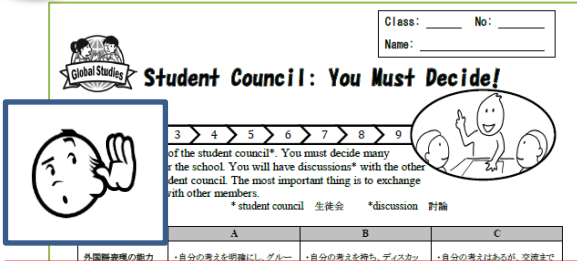 Class: No:
Name:
Global Studies
Student Council: You Must Decide!
3 4 5 6 7 8 9
of the student council*. You must decide many
r the school. You will have discussions* with the other
dent council. The most important thing is to exchange
with other members.
* student council 生徒会 *discussion 討論
A B C
外国語表現の能力 ・自分の考えを明確にし、グルー ・自分の考えを持ち、ディスカッ ・自分の考えはあるが、交流まで